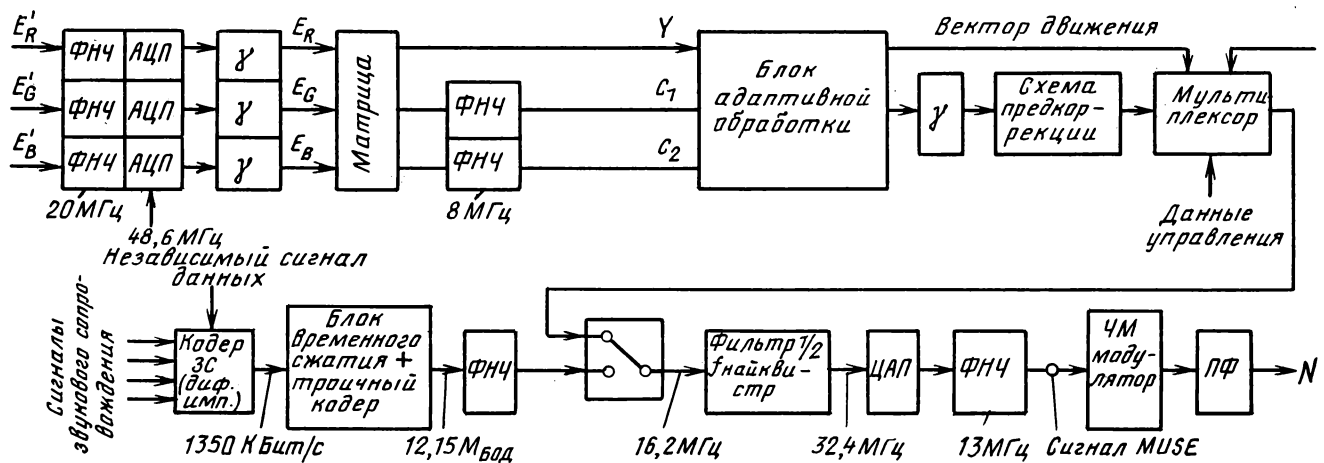 E'R ФНЧ АЦП γ ER
E'G ФНЧ АЦП γ EG
E'B ФНЧ АЦП γ EB
20 МГц
48,6 МГц
Матрица
ФНЧ
ФНЧ
8 МГц
Y
C1
C2
Блок
адаптивной
обработки
Вектор движения
γ
Схема
предкор-
рекции
Мульти-
плексор
Данные
управления
Независимый сигнал
данных
Сигналы
звукового сопро-
вождения
Кодер
ЗС
(диф.
имп.)
1350 КБит/с
Блок
временного
сжатия +
троичный
кодер
12,15 Мбод
ФНЧ
16,2 МГц
Фильтр 1/2
fнайкви-
стр
32,4 МГц
ЦАП
ФНЧ
13 МГц
Сигнал MUSE
ЧМ
моду-
лятор
ПФ
N